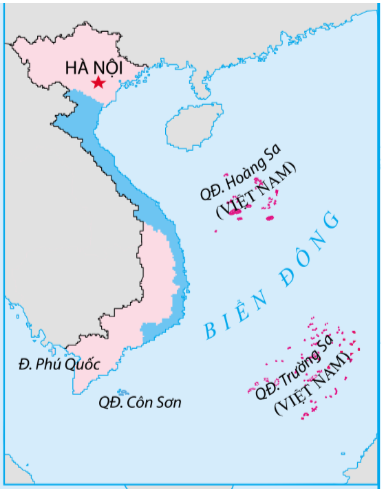 HÀ NỘI
QĐ. Hoàng Sa
(VIỆT NAM)
BIỂN ĐÔNG
Đ. Phú Quốc
QĐ. Côn Sơn
QĐ. Trường Sa
(VIỆT NAM)